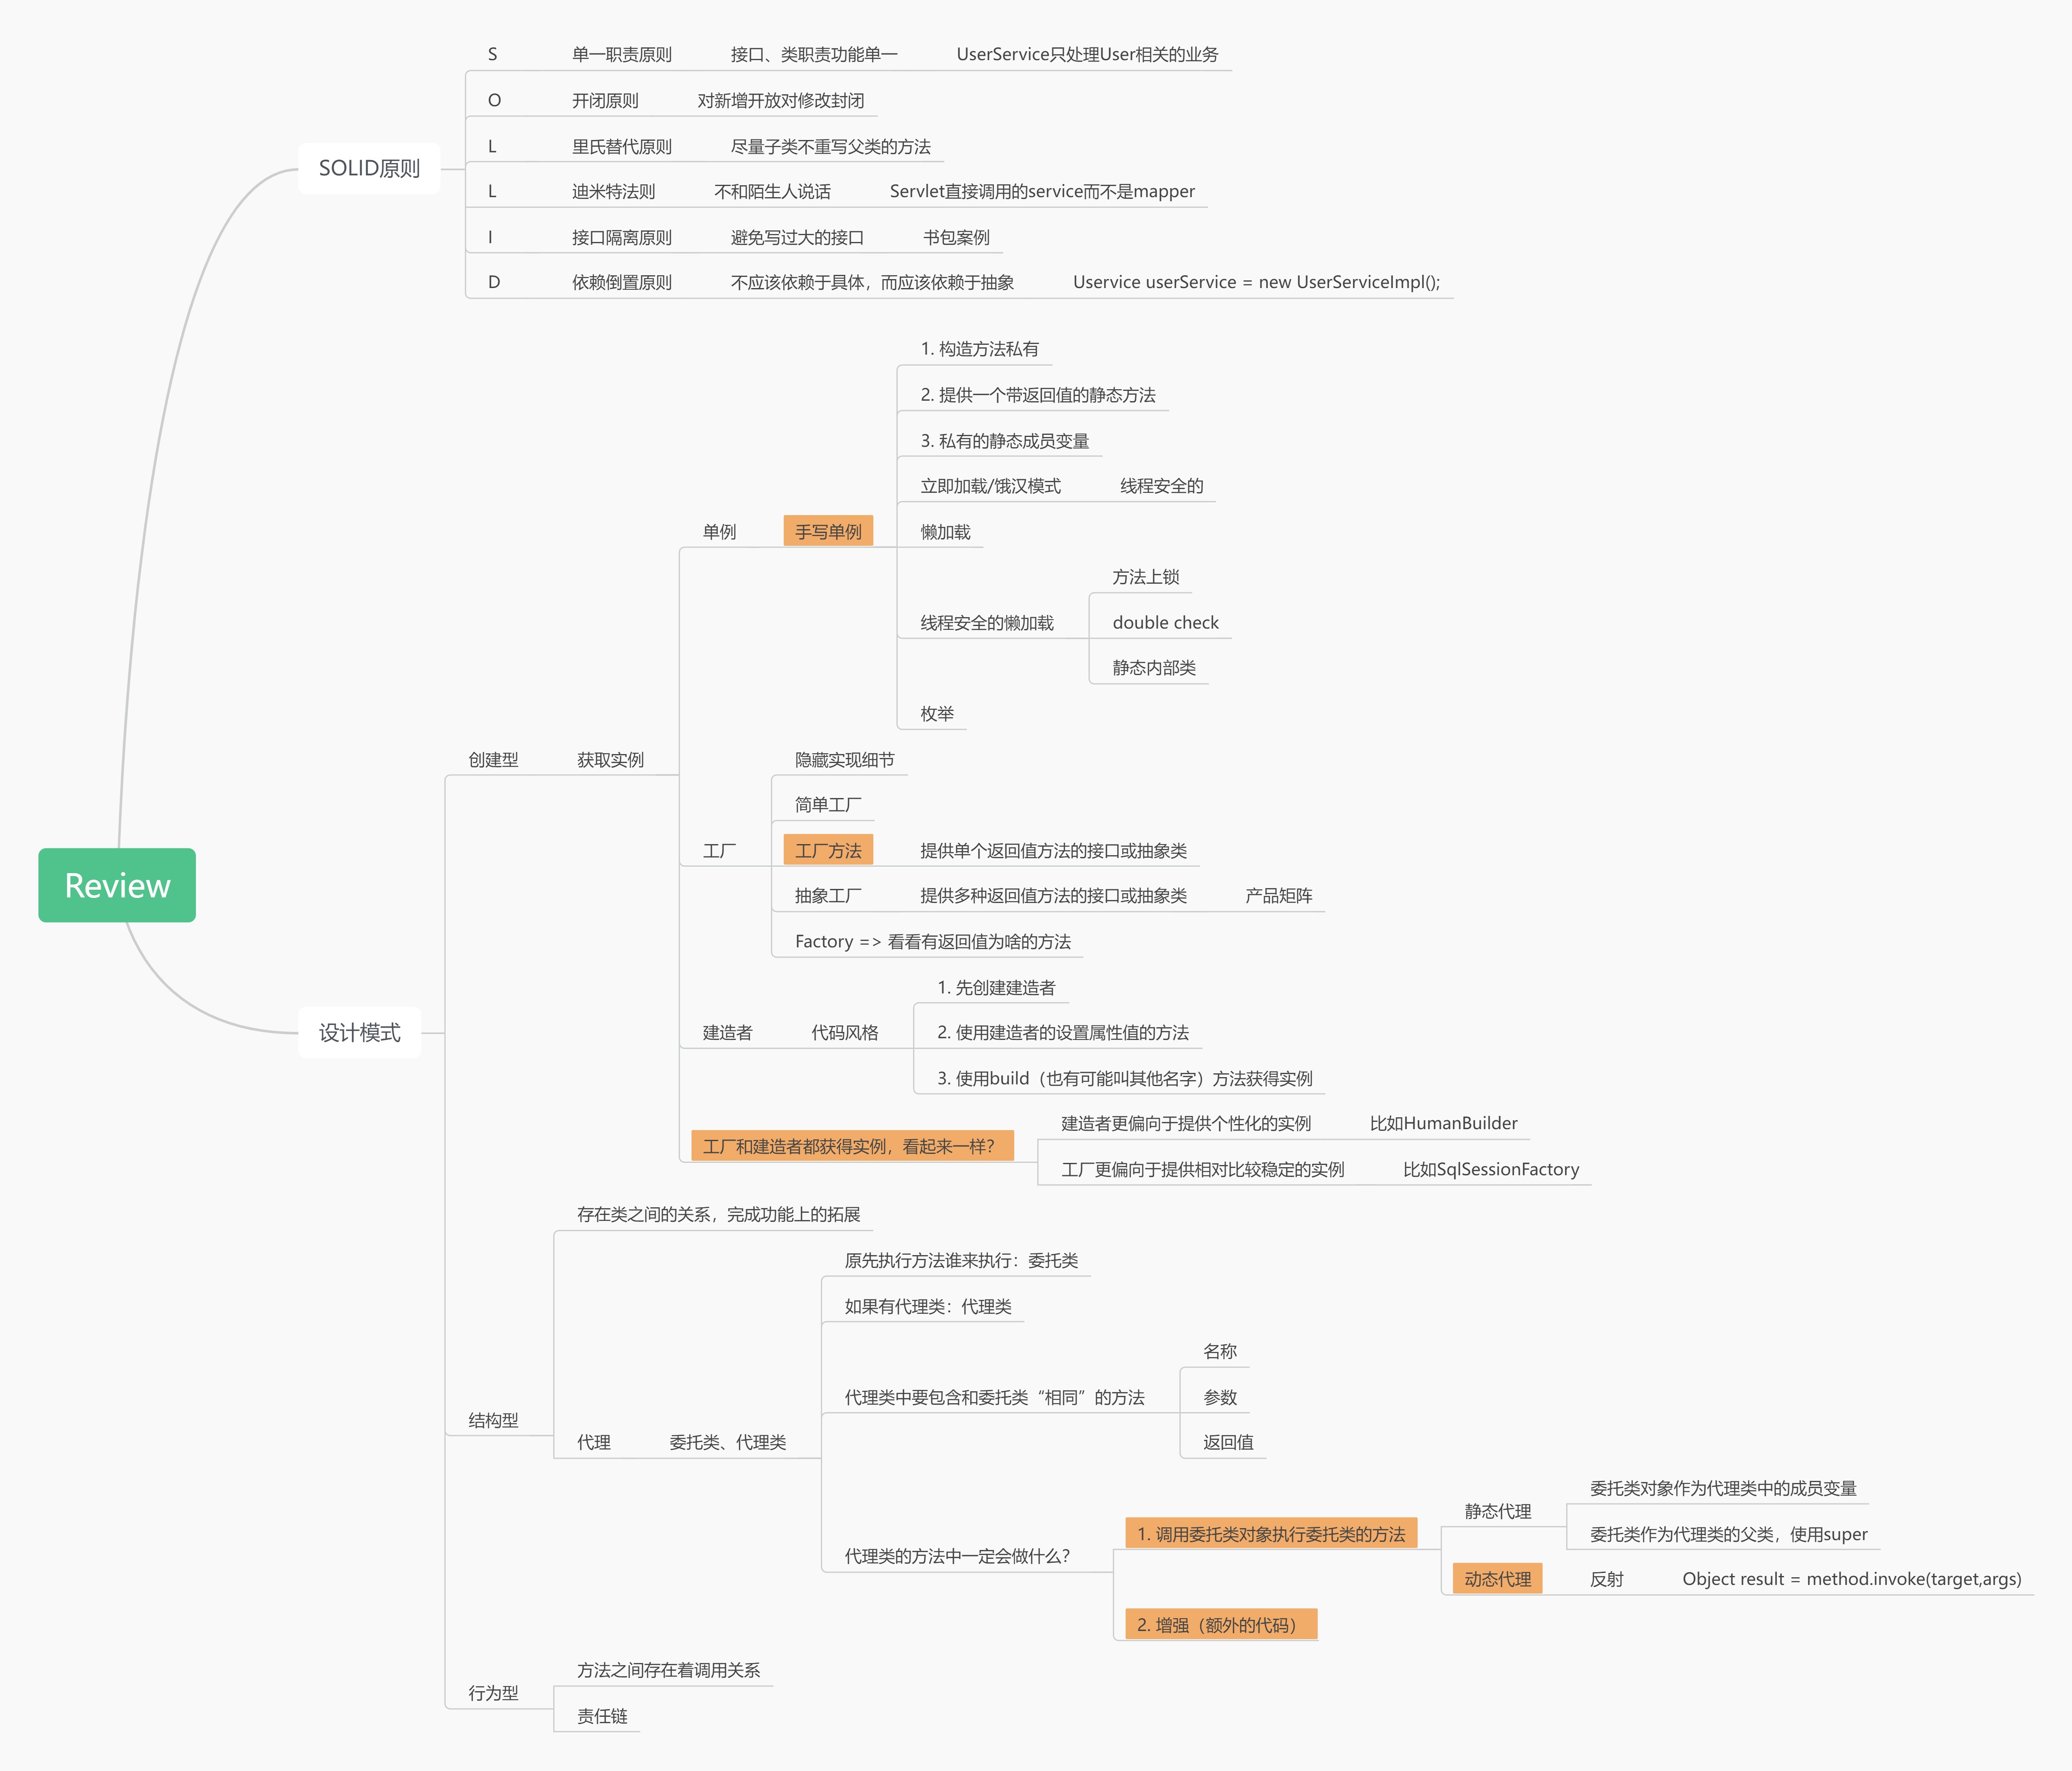 Review
SOLID原则
S 单一职责原则 接口、类职责功能单一 UserService只处理User相关的业务
O 开闭原则 对新增开放对修改封闭
L 里氏替代原则 尽量子类不重写父类的方法
L 迪米特法则 不和陌生人说话 Servlet直接调用的service而不是mapper
I 接口隔离原则 避免写过大的接口 书包案例
D 依赖倒置原则 不应该依赖于具体，而应该依赖于抽象 Uservice userService = new UserServiceImpl();
设计模式
创建型 获取实例
单例 手写单例
1. 构造方法私有
2. 提供一个带返回值的静态方法
3. 私有的静态成员变量
立即加载/饿汉模式 线程安全的
懒加载
线程安全的懒加载
方法上锁
double check
静态内部类
枚举
工厂
隐藏实现细节
简单工厂
工厂方法 提供单个返回值方法的接口或抽象类
抽象工厂 提供多种返回值方法的接口或抽象类 产品矩阵
Factory => 看看有返回值为啥的方法
建造者 代码风格
1. 先创建建造者
2. 使用建造者的设置属性值的方法
3. 使用build（也有可能叫其他名字）方法获得实例
工厂和建造者都获得实例，看起来一样？
建造者更偏向于提供个性化的实例 比如HumanBuilder
工厂更偏向于提供相对比较稳定的实例 比如SqlSessionFactory
结构型
存在类之间的关系，完成功能上的拓展
代理 委托类、代理类
原先执行方法谁来执行：委托类
如果有代理类：代理类
代理类中要包含和委托类“相同”的方法
名称
参数
返回值
代理类的方法中一定会做什么？
1. 调用委托类对象执行委托类的方法
静态代理
委托类对象作为代理类中的成员变量
委托类作为代理类的父类，使用super
动态代理 反射 Object result = method.invoke(target,args)
2. 增强（额外的代码）
行为型
方法之间存在着调用关系
责任链